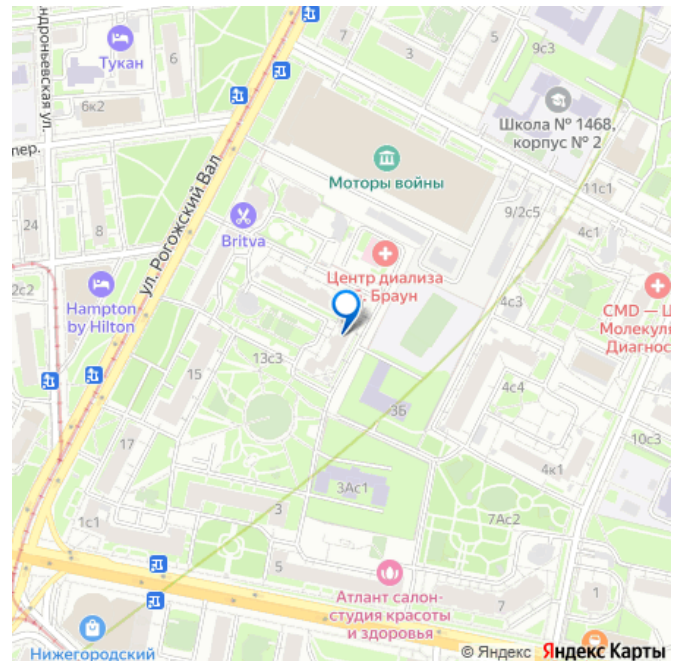 ндроньевская ул.
Тукан
6
7
3
5
9с3
6к2
Школа № 1468,
корпус № 2
пер.
Моторы войны
ул. Рогожский Вал
11с1
24
8
Britva
9/2с5
4с1
Центр диализа
. Браун
2с2
Hampton
by Hilton
4с3
CMD — Ц
Молекуля
Диагнос
13с3
15
4с4
3Б
10с3
17
4к1
3Ас1
3
7Ас2
1с1
5
Атлант салон-
студия красоты
и здоровья
7
1
Нижегородский
© Яндекс Яндекс Карты